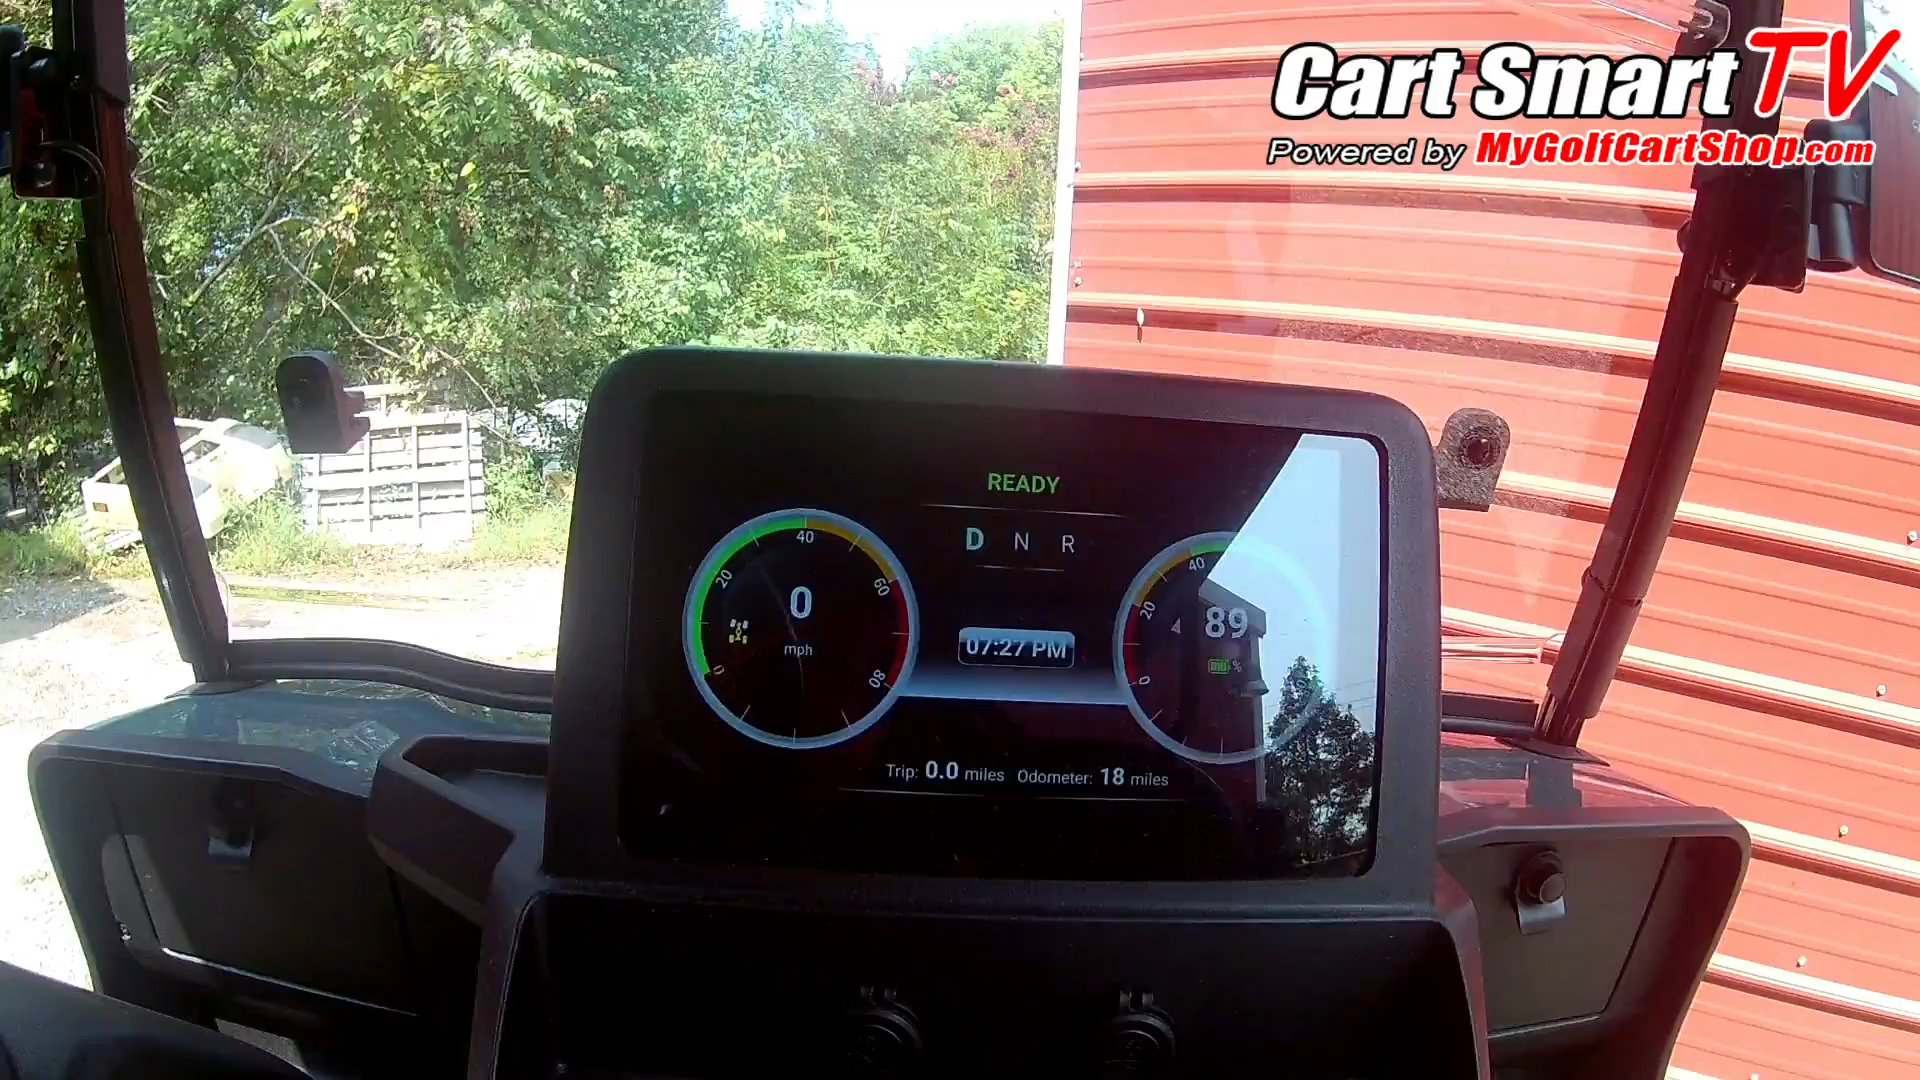 Cart Smart TV
Powered by MyGolfCartShop.com
READY
D N R
0 20 40 60 80
0
mph
07:27 PM
0 20 40
89
%
Trip: 0.0 miles Odometer: 18 miles